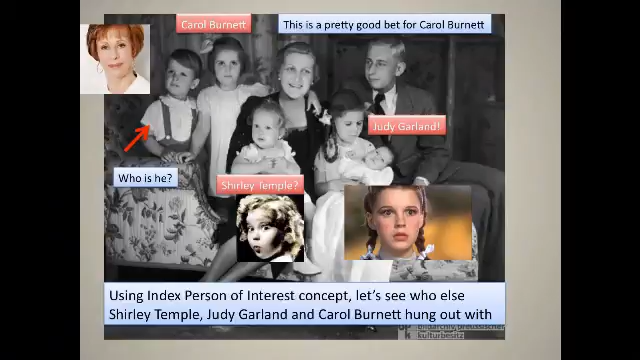 Carol Burnett
This is a pretty good bet for Carol Burnett
Judy Garland!
Who is he?
Shirley Temple?
Using Index Person of Interest concept, let's see who else
Shirley Temple, Judy Garland and Carol Burnett hung out with
bildarchiv preussischer
kulturbesitz